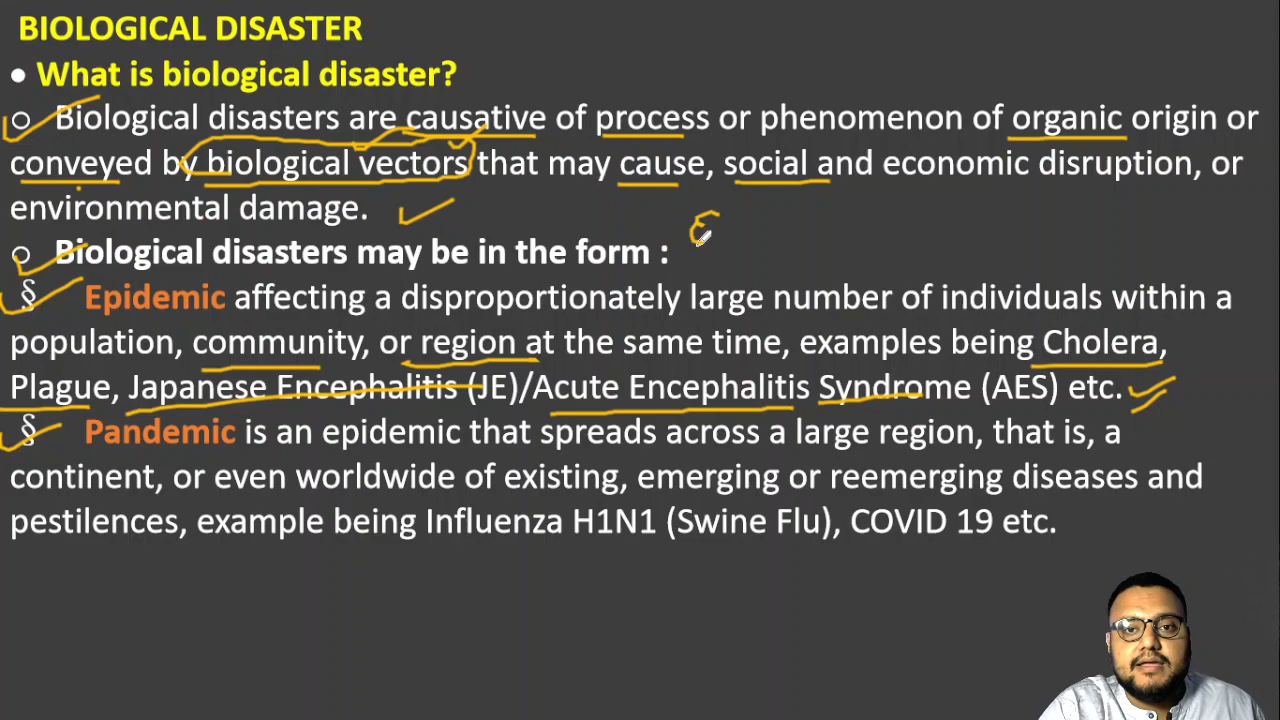 BIOLOGICAL DISASTER
• What is biological disaster?
○ Biological disasters are causative of process or phenomenon of organic origin or
conveyed by biological vectors that may cause, social and economic disruption, or
environmental damage.
○ Biological disasters may be in the form :
§ Epidemic affecting a disproportionately large number of individuals within a
population, community, or region at the same time, examples being Cholera,
Plague, Japanese Encephalitis (JE)/Acute Encephalitis Syndrome (AES) etc.
§ Pandemic is an epidemic that spreads across a large region, that is, a
continent, or even worldwide of existing, emerging or reemerging diseases and
pestilences, example being Influenza H1N1 (Swine Flu), COVID 19 etc.